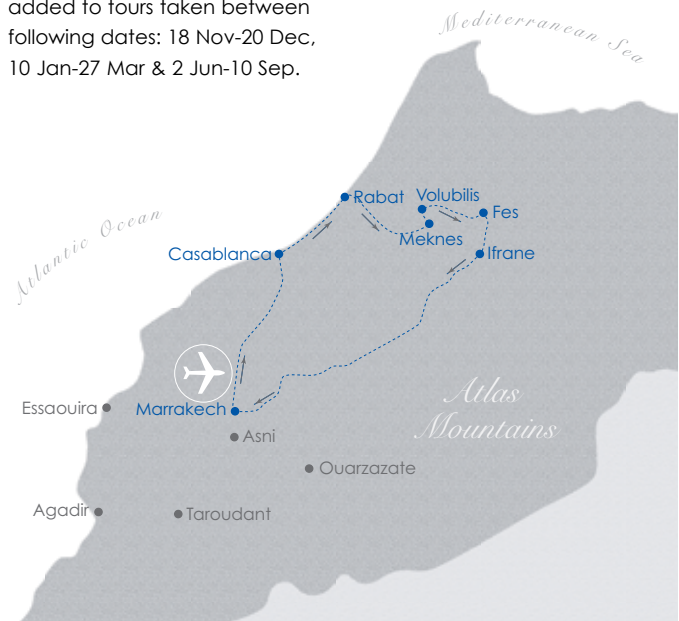 added to tours taken between
following dates: 18 Nov-20 Dec,
10 Jan-27 Mar & 2 Jun-10 Sep.
Mediterranean Sea
Atlantic Ocean
Rabat
Volubilis
Fes
Meknes
Casablanca
Ifrane
Essaouira
Marrakech
Atlas
Mountains
Asni
Ouarzazate
Agadir
Taroudant